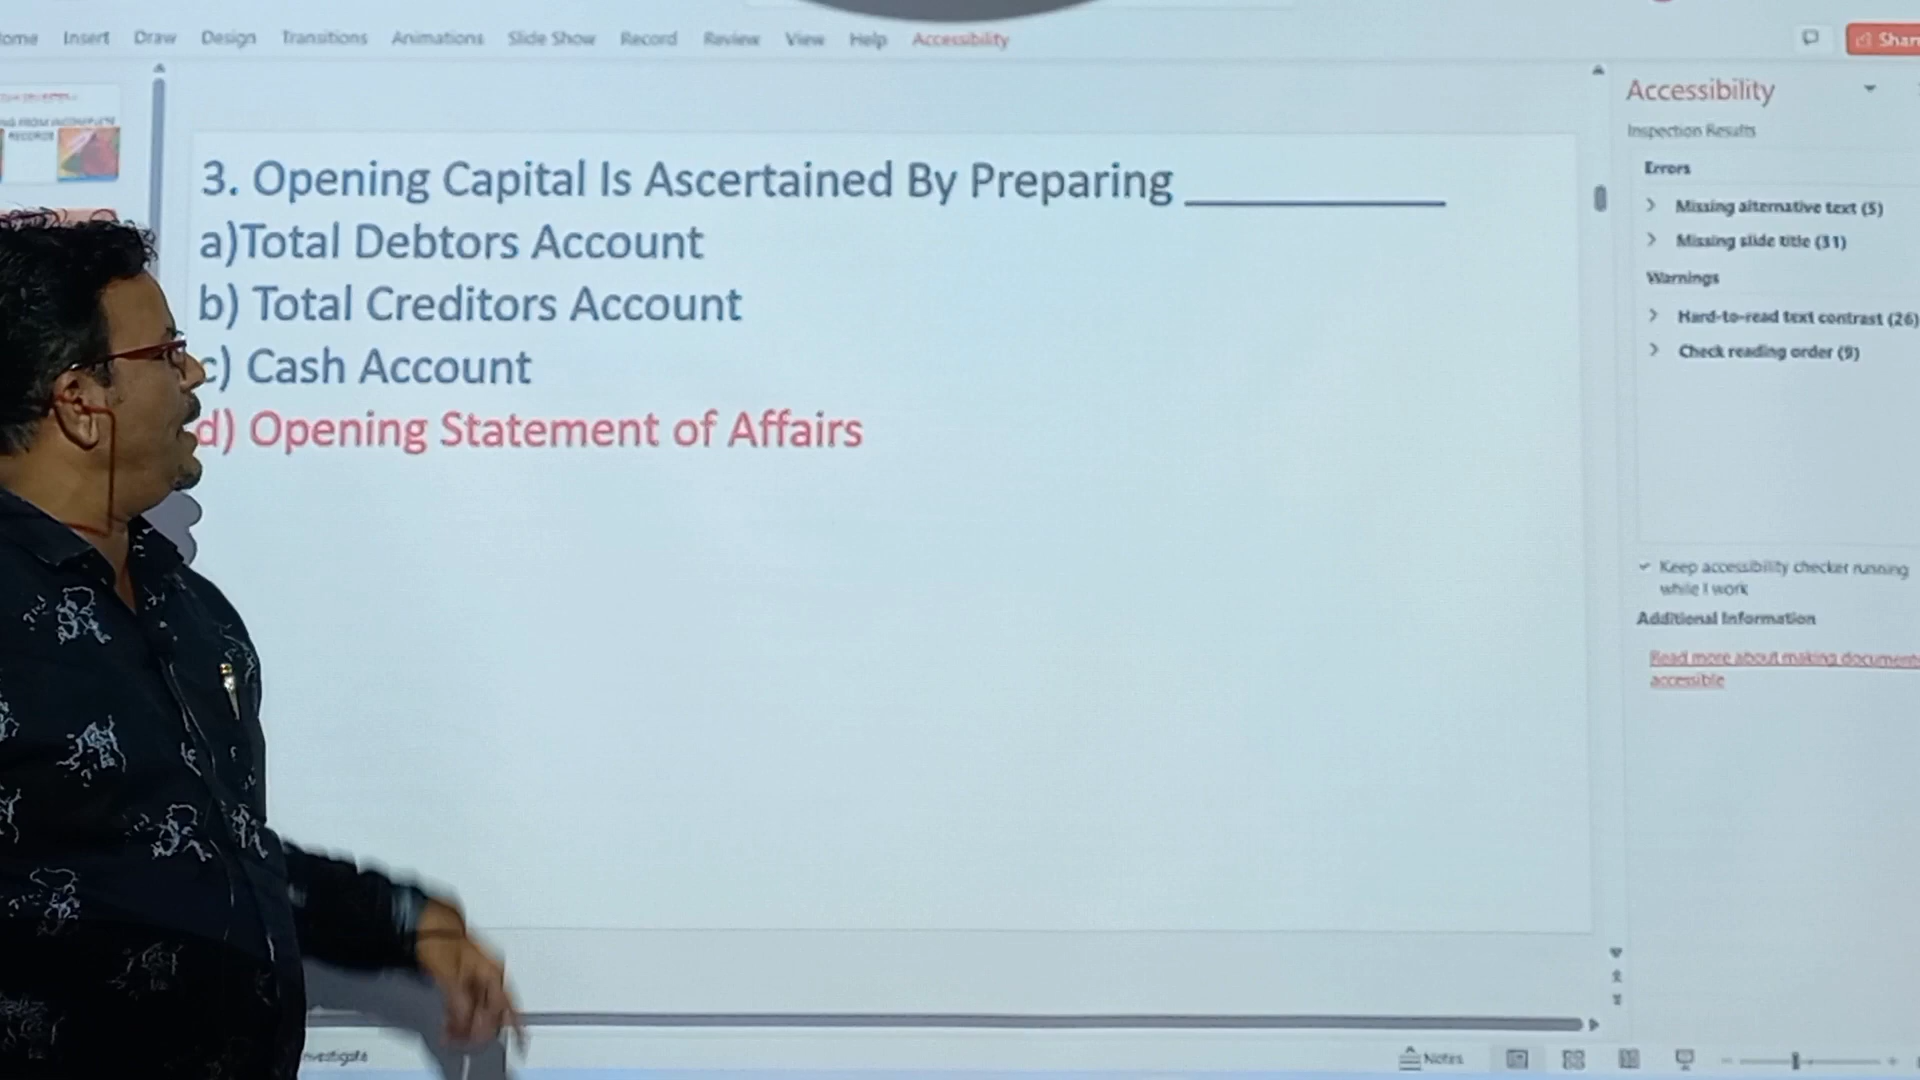 Insert Draw Design Transitions Animations Slide Show Record Review View Help Accessibility
3. Opening Capital Is Ascertained By Preparing ___________
a)Total Debtors Account
b) Total Creditors Account
c) Cash Account
d) Opening Statement of Affairs
Accessibility
Inspection Results
Errors
Missing alternative text (5)
Missing slide title (31)
Warnings
Hard-to-read text contrast (26)
Check reading order (9)
Keep accessibility checker running
while I work
Additional Information
Read more about making
accessible
Notes